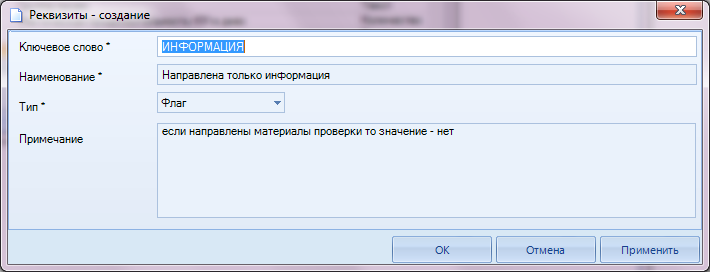 Реквизиты - создание
Ключевое слово * ИНФОРМАЦИЯ
Наименование * Направлена только информация
Тип * Флаг
Примечание если направлены материалы проверки то значение - нет
ОК Отмена Применить